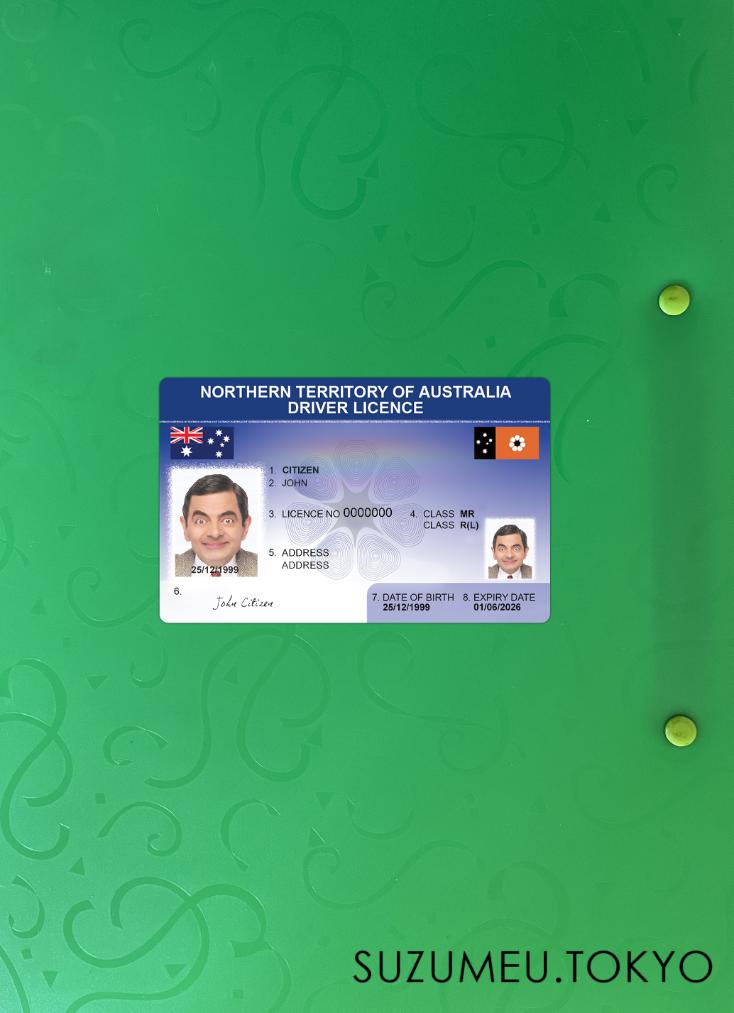 NORTHERN TERRITORY OF AUSTRALIA
DRIVER LICENCE
1. CITIZEN
2. JOHN
3. LICENCE NO 0000000 4. CLASS MR
CLASS R(L)
5. ADDRESS
ADDRESS
25/12/1999
6.
John Citizen
7. DATE OF BIRTH 8. EXPIRY DATE
25/12/1999 01/06/2026
SUZUMEU.TOKYO